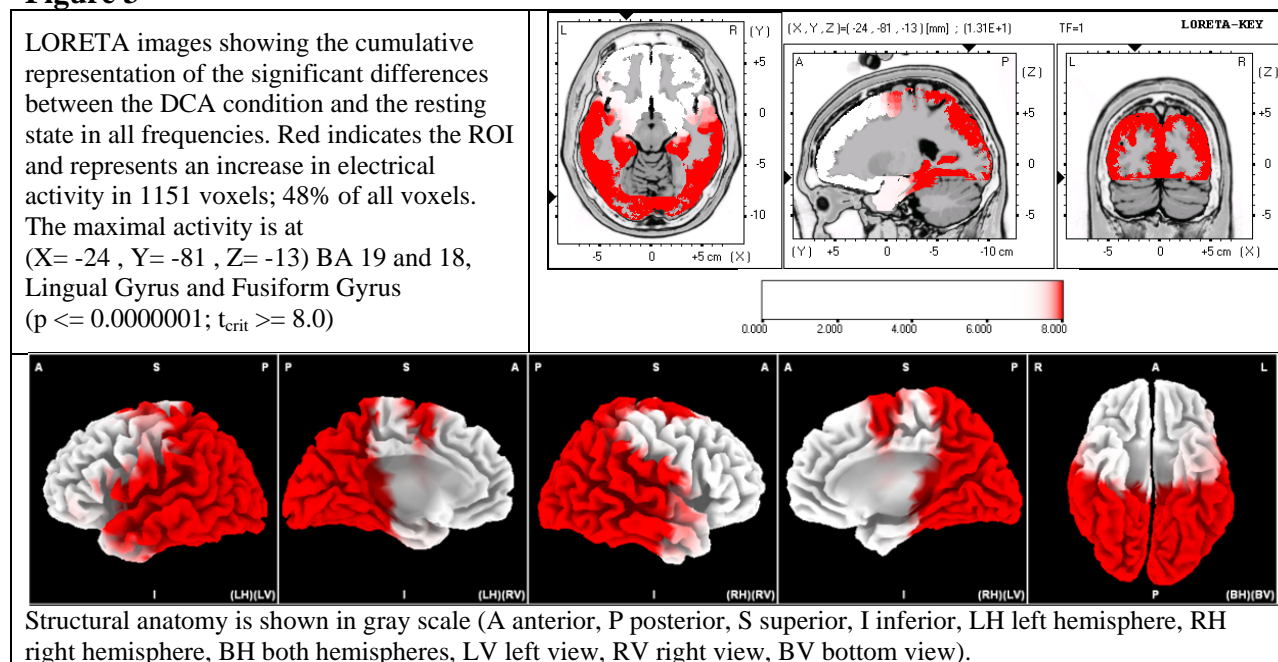 Figure 3
LORETA images showing the cumulative
representation of the significant differences
between the DCA condition and the resting
state in all frequencies. Red indicates the ROI
and represents an increase in electrical
activity in 1151 voxels; 48% of all voxels.
The maximal activity is at
(X= -24 , Y= -81 , Z= -13) BA 19 and 18,
Lingual Gyrus and Fusiform Gyrus
(p <= 0.0000001; tcrit >= 8.0)
L R (Y)
+5
0
-5
-10
-5 0 +5 cm (X)
(X, Y, Z)=( -24 , -81 , -13 ) [mm] ; (1.31E+1) TF=1 LORETA-KEY
A P (Z)
+5
0
-5
(Y) +5 0 -5 -10 cm
L R (Z)
+5
0
-5
-5 0 +5 cm (X)
0.000 2.000 4.000 6.000 8.000
A S P
I (LH)(LV)
P S A
I (LH)(RV)
P S A
I (RH)(RV)
A S P
I (RH)(LV)
R A L
P (BH)(BV)
Structural anatomy is shown in gray scale (A anterior, P posterior, S superior, I inferior, LH left hemisphere, RH
right hemisphere, BH both hemispheres, LV left view, RV right view, BV bottom view).